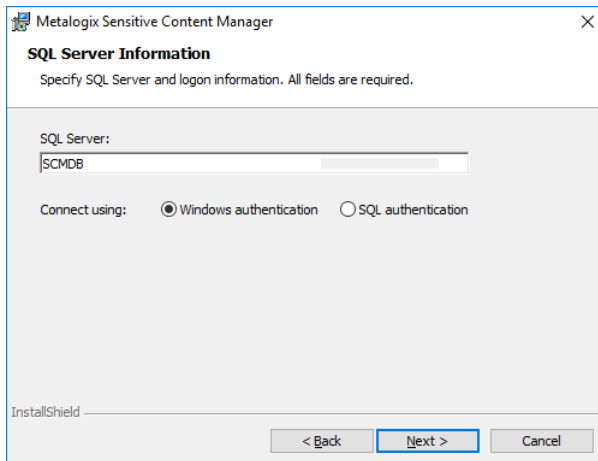 Metalogix Sensitive Content Manager
SQL Server Information
Specify SQL Server and logon information. All fields are required.
SQL Server:
SCMDB
Connect using: Windows authentication SQL authentication
InstallShield
< Back Next > Cancel